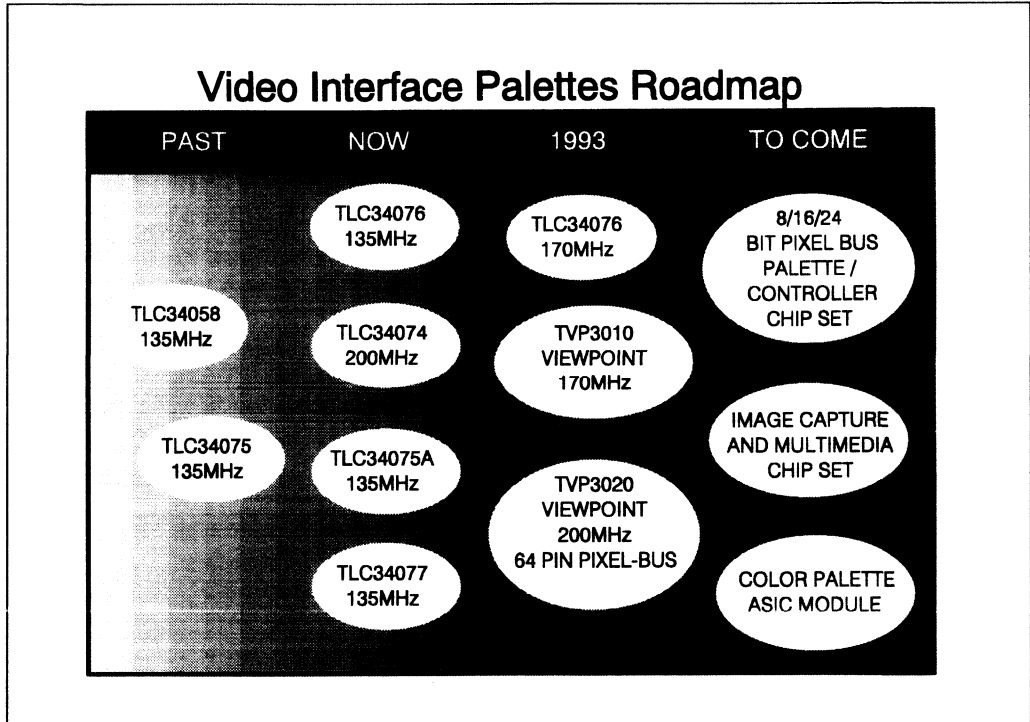 Video Interface Palettes Roadmap
PAST
NOW
1993
TO COME
TLC34058
135MHz
TLC34075
135MHz
TLC34076
135MHz
TLC34074
200MHz
TLC34075A
135MHz
TLC34077
135MHz
TLC34076
170MHz
TVP3010
VIEWPOINT
170MHz
TVP3020
VIEWPOINT
200MHz
64 PIN PIXEL-BUS
8/16/24
BIT PIXEL BUS
PALETTE /
CONTROLLER
CHIP SET
IMAGE CAPTURE
AND MULTIMEDIA
CHIP SET
COLOR PALETTE
ASIC MODULE